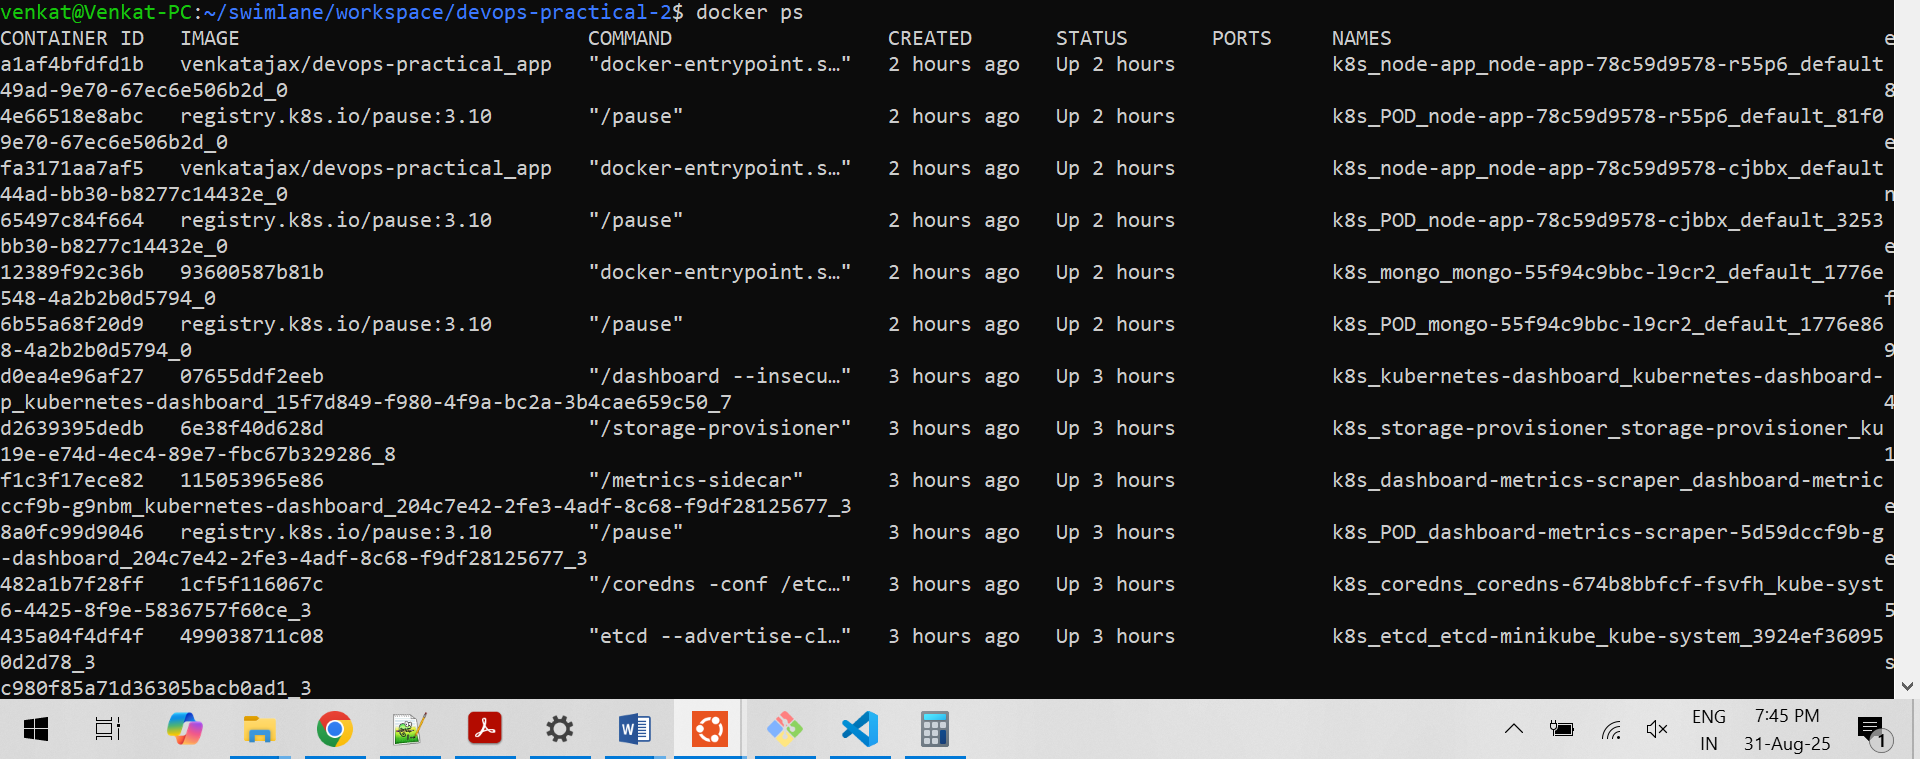 venkat@Venkat-PC:~/swimlane/workspace/devops-practical-2$ docker ps
CONTAINER ID   IMAGE                             COMMAND                  CREATED       STATUS       PORTS     NAMES                                         e
a1af4bfdfd1b   venkatajax/devops-practical_app   "docker-entrypoint.s…"   2 hours ago   Up 2 hours             k8s_node-app_node-app-78c59d9578-r55p6_default
49ad-9e70-67ec6e506b2d_0 8
4e66518e8abc   registry.k8s.io/pause:3.10        "/pause"                 2 hours ago   Up 2 hours             k8s_POD_node-app-78c59d9578-r55p6_default_81f0
9e70-67ec6e506b2d_0 e
fa3171aa7af5   venkatajax/devops-practical_app   "docker-entrypoint.s…"   2 hours ago   Up 2 hours             k8s_node-app_node-app-78c59d9578-cjbbx_default
44ad-bb30-b8277c14432e_0 n
65497c84f664   registry.k8s.io/pause:3.10        "/pause"                 2 hours ago   Up 2 hours             k8s_POD_node-app-78c59d9578-cjbbx_default_3253
bb30-b8277c14432e_0 e
12389f92c36b   93600587b81b                      "docker-entrypoint.s…"   2 hours ago   Up 2 hours             k8s_mongo_mongo-55f94c9bbc-l9cr2_default_1776e
548-4a2b2b0d5794_0 f
6b55a68f20d9   registry.k8s.io/pause:3.10        "/pause"                 2 hours ago   Up 2 hours             k8s_POD_mongo-55f94c9bbc-l9cr2_default_1776e86
8-4a2b2b0d5794_0 9
d0ea4e96af27   07655ddf2eeb                      "/dashboard --insecu…"   3 hours ago   Up 3 hours             k8s_kubernetes-dashboard_kubernetes-dashboard-
p_kubernetes-dashboard_15f7d849-f980-4f9a-bc2a-3b4cae659c50_7 4
d2639395dedb   6e38f40d628d                      "/storage-provisioner"   3 hours ago   Up 3 hours             k8s_storage-provisioner_storage-provisioner_ku
19e-e74d-4ec4-89e7-fbc67b329286_8 1
f1c3f17ece82   115053965e86                      "/metrics-sidecar"       3 hours ago   Up 3 hours             k8s_dashboard-metrics-scraper_dashboard-metric
ccf9b-g9nbm_kubernetes-dashboard_204c7e42-2fe3-4adf-8c68-f9df28125677_3 e
8a0fc99d9046   registry.k8s.io/pause:3.10        "/pause"                 3 hours ago   Up 3 hours             k8s_POD_dashboard-metrics-scraper-5d59dccf9b-g
-dashboard_204c7e42-2fe3-4adf-8c68-f9df28125677_3 e
482a1b7f28ff   1cf5f116067c                      "/coredns -conf /etc…"   3 hours ago   Up 3 hours             k8s_coredns_coredns-674b8bbfcf-fsvfh_kube-syst
6-4425-8f9e-5836757f60ce_3 5
435a04f4df4f   499038711c08                      "etcd --advertise-cl…"   3 hours ago   Up 3 hours             k8s_etcd_etcd-minikube_kube-system_3924ef36095
0d2d78_3 s
c980f85a71d36305bacb0ad1_3
ENG
IN
7:45 PM
31-Aug-25
1